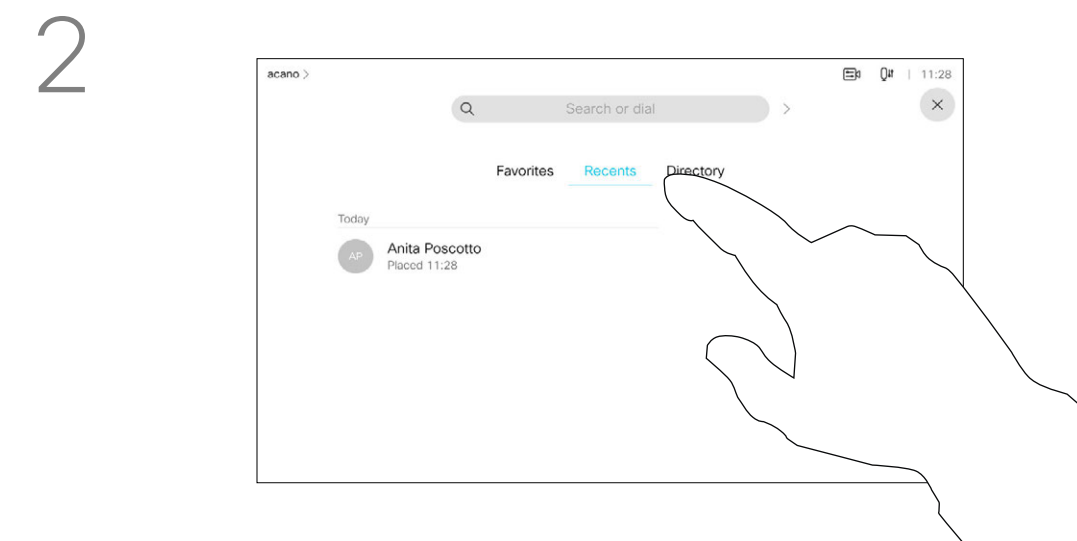 2
acano >
11:28
Search or dial
Favorites Recents Directory
Today
AP
Anita Poscotto
Placed 11:28